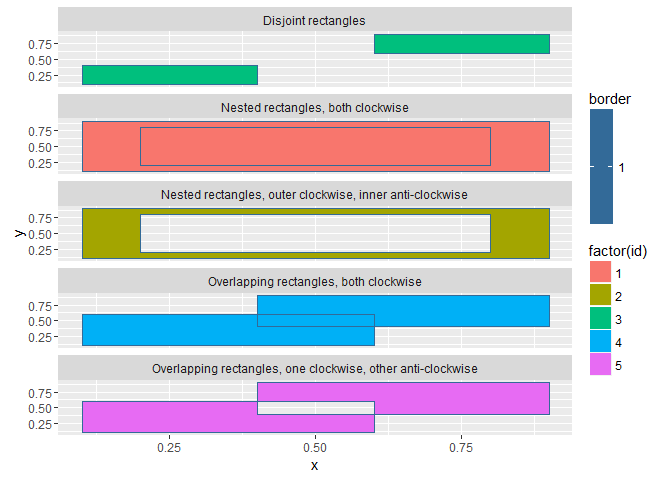 Disjoint rectangles
0.75
0.50
0.25
Nested rectangles, both clockwise
0.75
0.50
0.25
Nested rectangles, outer clockwise, inner anti-clockwise
0.75
0.50
0.25
Overlapping rectangles, both clockwise
0.75
0.50
0.25
Overlapping rectangles, one clockwise, other anti-clockwise
0.75
0.50
0.25
0.25 0.50 0.75
x
y
border
1
factor(id)
1
2
3
4
5